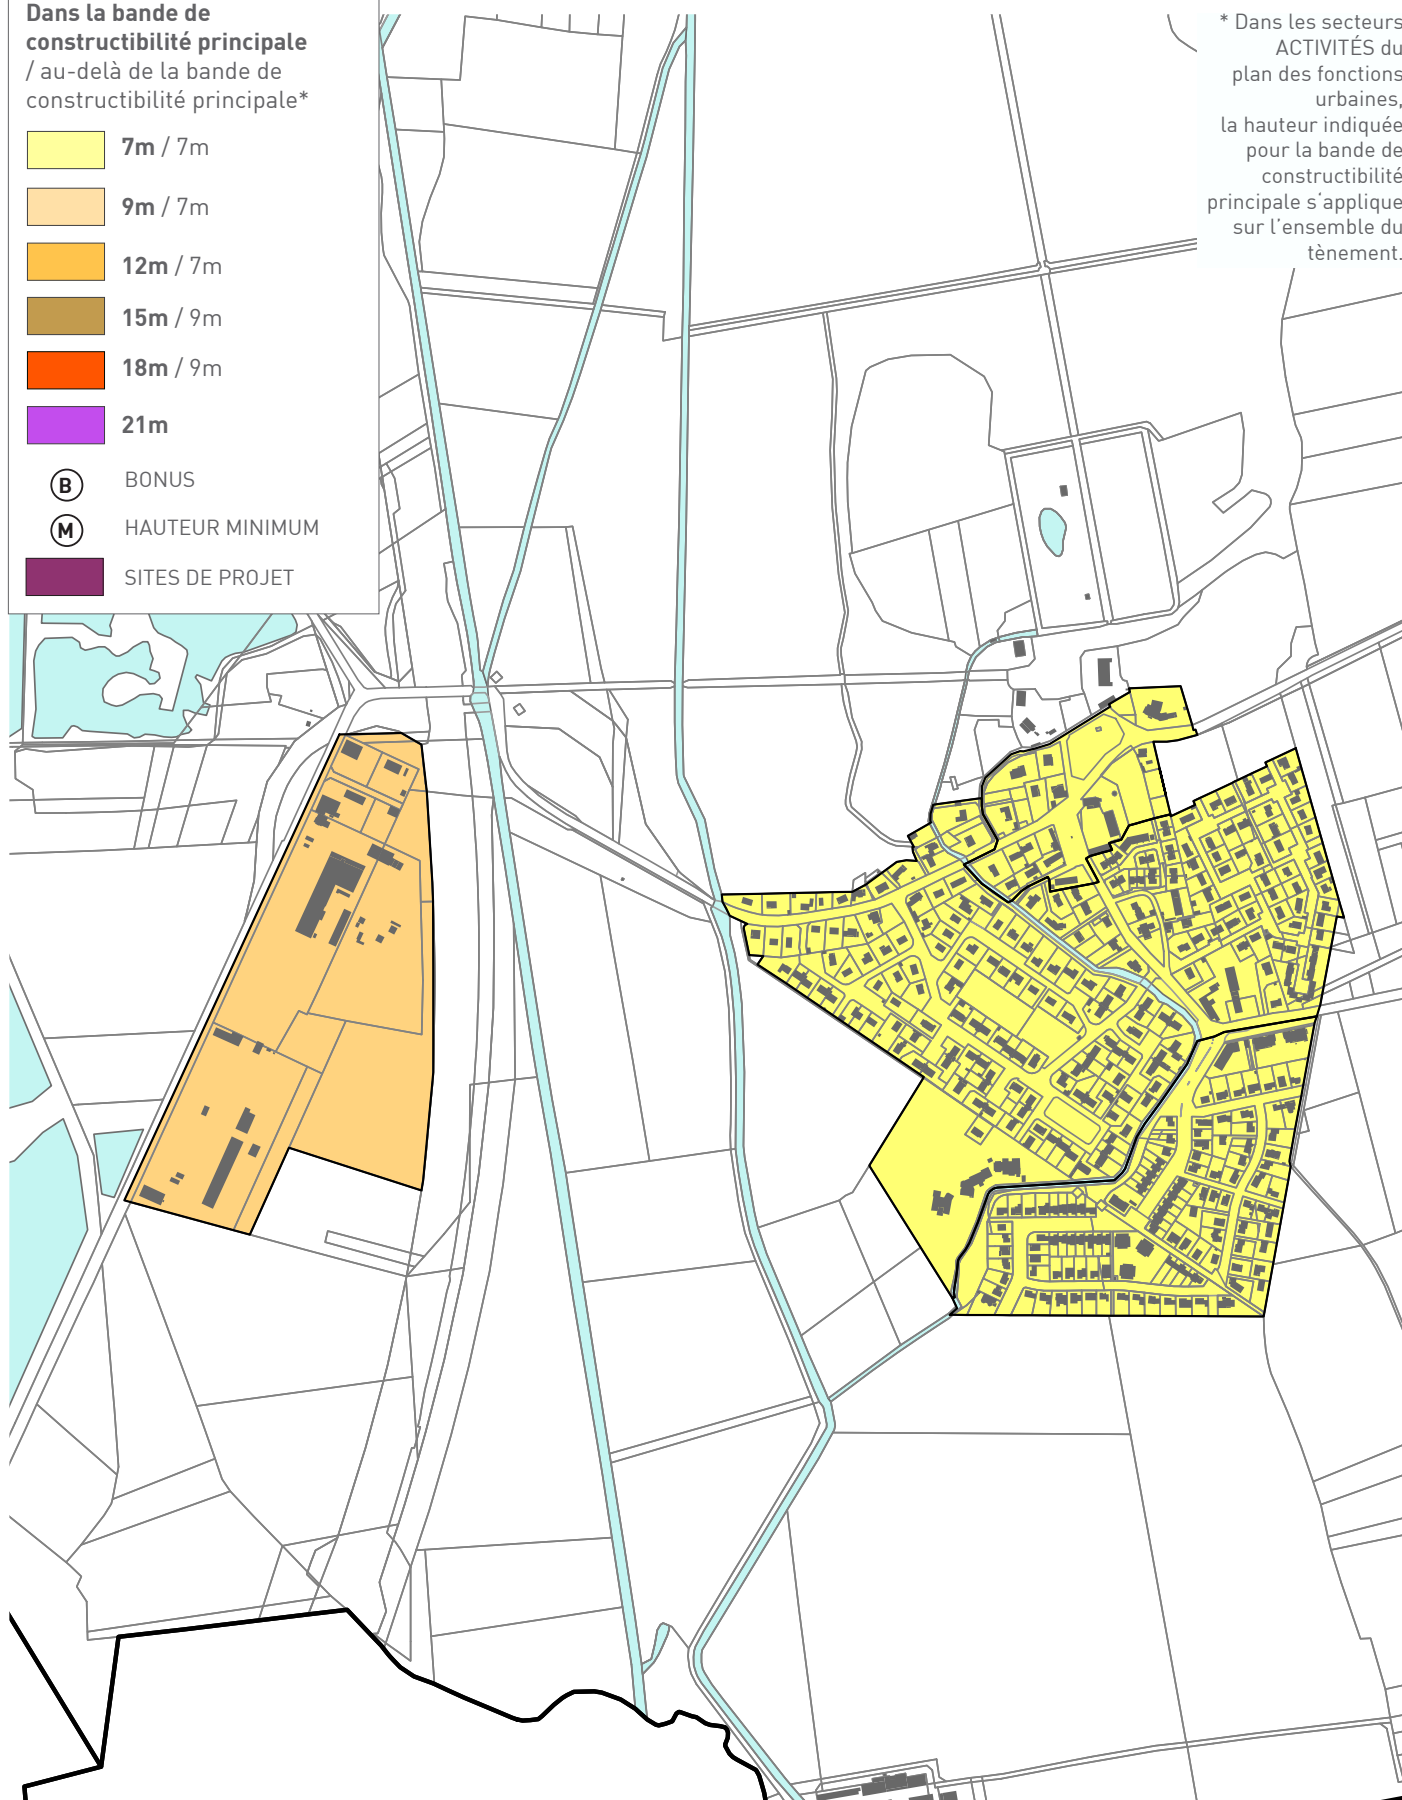 Dans la bande de
constructibilité principale
/ au-delà de la bande de
constructibilité principale*
7m / 7m
9m / 7m
12m / 7m
15m / 9m
18m / 9m
21m
B BONUS
M HAUTEUR MINIMUM
SITES DE PROJET
* Dans les secteurs
ACTIVITÉS du
plan des fonctions
urbaines,
la hauteur indiquée
pour la bande de
constructibilité
principale s'applique
sur l'ensemble du
tènement.